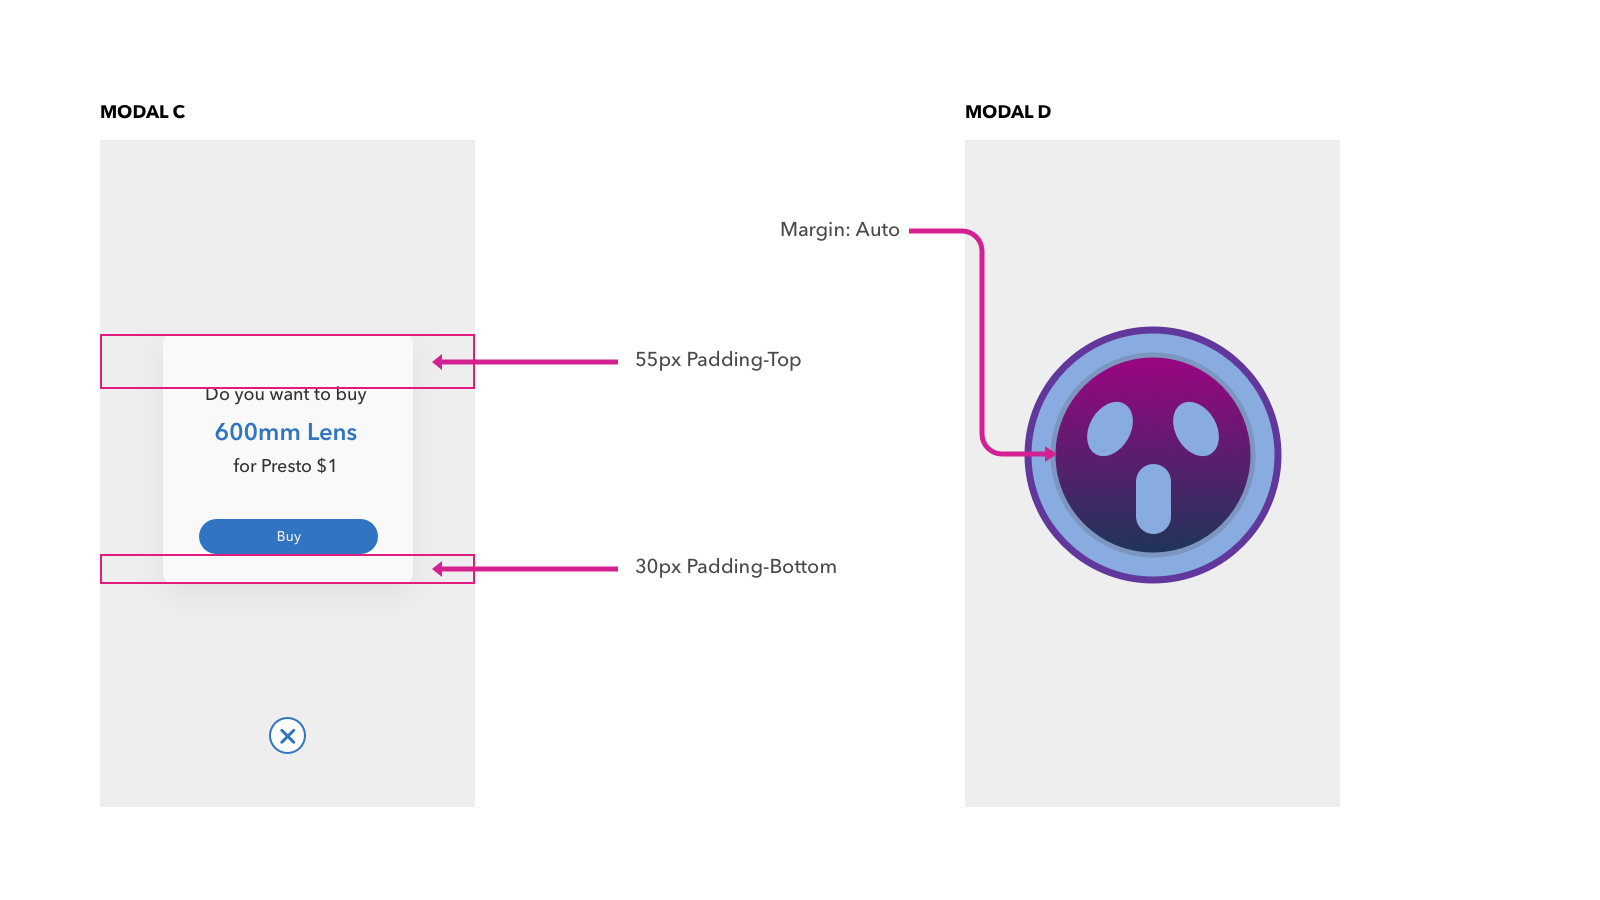 MODAL C
MODAL D
Margin: Auto
55px Padding-Top
Do you want to buy
600mm Lens
for Presto $1
Buy
30px Padding-Bottom